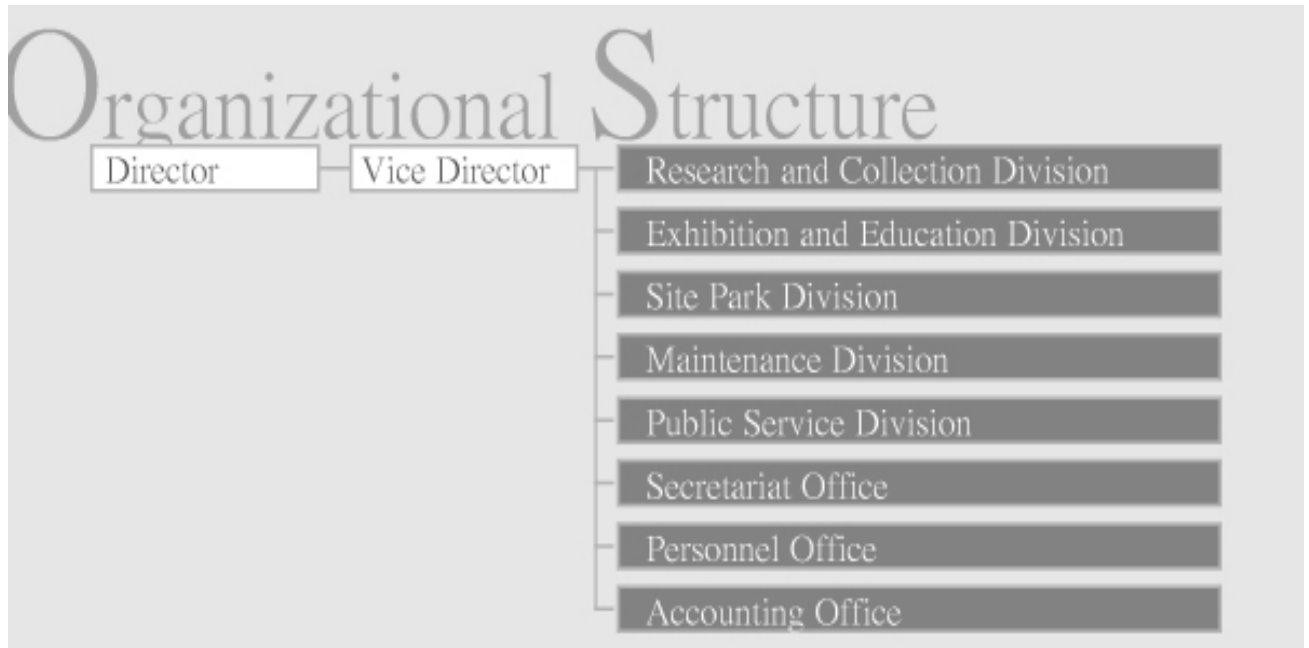 Organizational Structure
Director
Vice Director
Research and Collection Division
Exhibition and Education Division
Site Park Division
Maintenance Division
Public Service Division
Secretariat Office
Personnel Office
Accounting Office